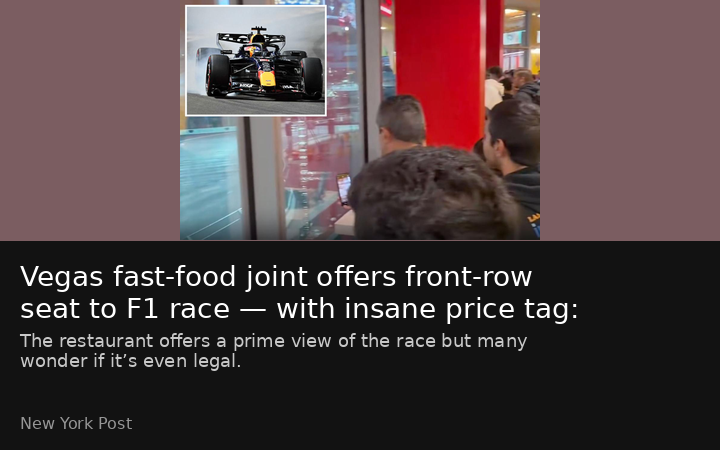 Vegas fast-food joint offers front-row
seat to F1 race — with insane price tag:
The restaurant offers a prime view of the race but many
wonder if it’s even legal.
New York Post